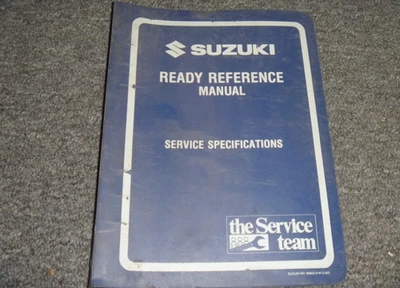 SUZUKI
READY REFERENCE
MANUAL
SERVICE SPECIFICATIONS
the Service
team